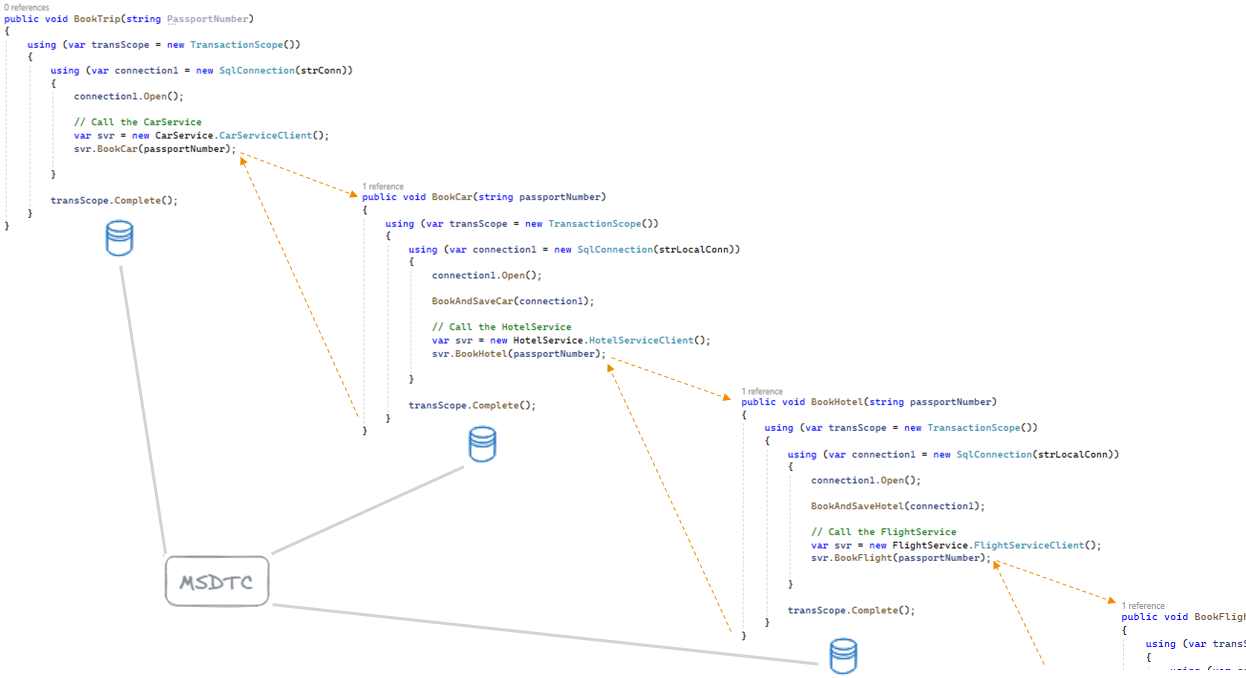 0 references
public void BookTrip(string PassportNumber)
{
using (var transScope = new TransactionScope())
{
using (var connection1 = new SqlConnection(strConn))
{
connection1.Open();
// Call the CarService
var svr = new CarService.CarServiceClient();
svr.BookCar(passportNumber);
}
transScope.Complete();
}
}
1 reference
public void BookCar(string passportNumber)
{
using (var transScope = new TransactionScope())
{
using (var connection1 = new SqlConnection(strLocalConn))
{
connection1.Open();
BookAndSaveCar(connection1);
// Call the HotelService
var svr = new HotelService.HotelServiceClient();
svr.BookHotel(passportNumber);
}
transScope.Complete();
}
}
1 reference
public void BookHotel(string passportNumber)
{
using (var transScope = new TransactionScope())
{
using (var connection1 = new SqlConnection(strLocalConn))
{
connection1.Open();
BookAndSaveHotel(connection1);
// Call the FlightService
var svr = new FlightService.FlightServiceClient();
svr.BookFlight(passportNumber);
}
transScope.Complete();
}
}
MSDTC
1 reference
public void BookFligh
{
using (var transS
{